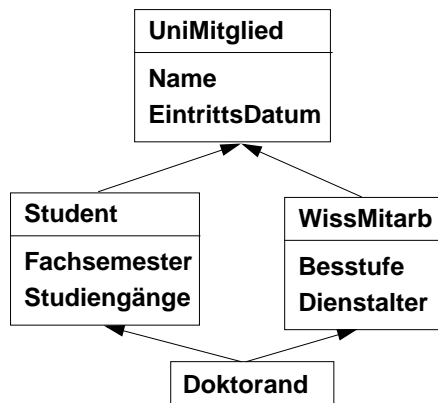 UniMitglied
Name
EintrittsDatum
Student
Fachsemester
Studiengänge
WissMitarb
Besstufe
Dienstalter
Doktorand